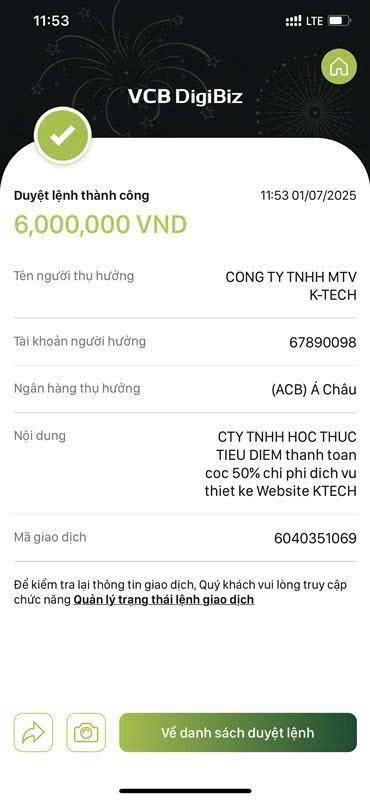 11:53
LTE
VCB DigiBiz
Duyệt lệnh thành công
11:53 01/07/2025
6,000,000 VND
Tên người thụ hưởng
CONG TY TNHH MTV
K-TECH
Tài khoản người hưởng
67890098
Ngân hàng thụ hưởng
(ACB) Á Châu
Nội dung
CTY TNHH HOC THUC
TIEU DIEM thanh toan
coc 50% chi phi dich vu
thiet ke Website KTECH
Mã giao dịch
6040351069
Để kiểm tra lại thông tin giao dịch, Quý khách vui lòng truy cập
chức năng Quản lý trạng thái lệnh giao dịch
Về danh sách duyệt lệnh